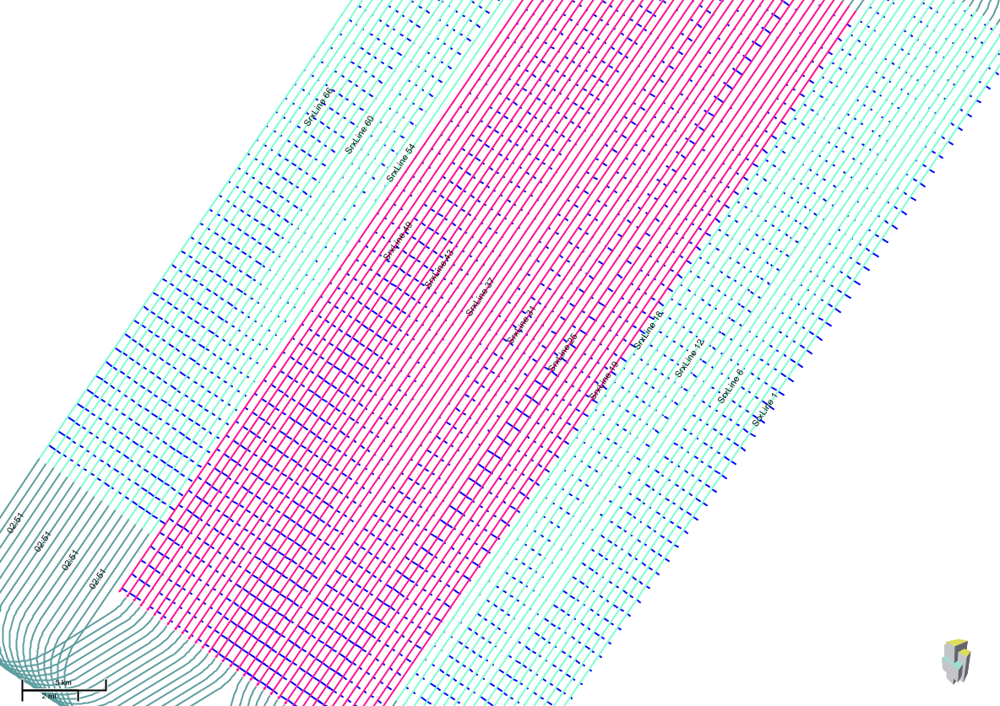 SrxLine 66
SrxLine 60
SrxLine 54
SrxLine 49
SrxLine 43
SrxLine 37
SrxLine 31
SrxLine 25
SrxLine 19
SrxLine 18
SrxLine 12
SrxLine 6
SrxLine 1
02:51
02:51
02:51
02:51
5 km
2 mi